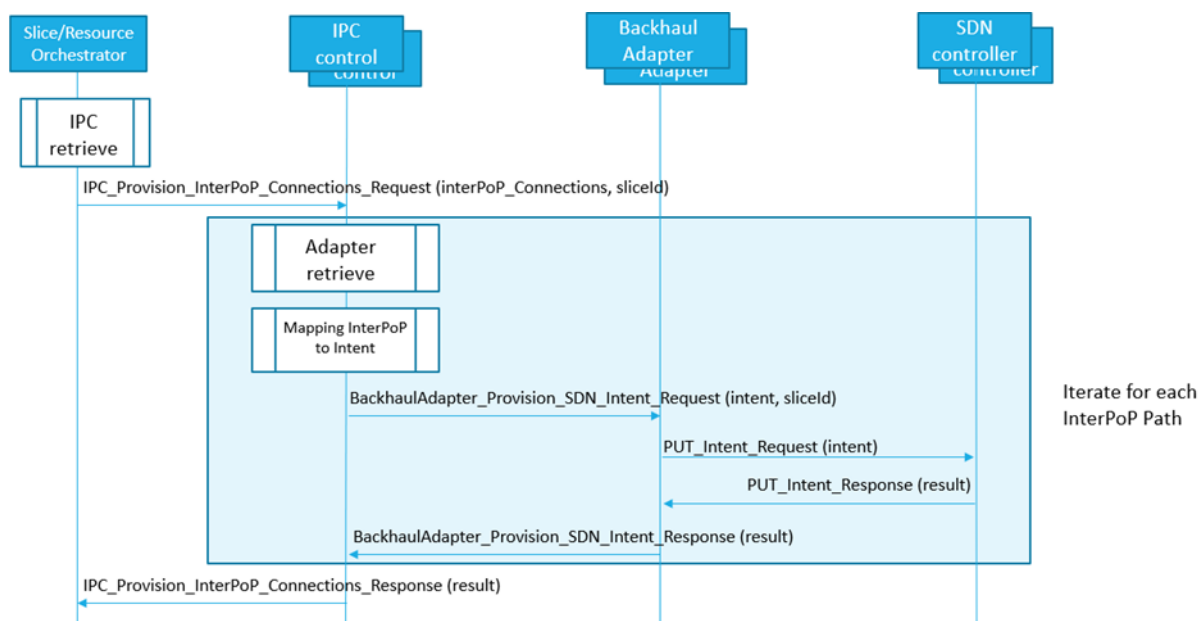 Slice/Resource
Orchestrator
IPC
control
control
Backhaul
Adapter
Adapter
SDN
controller
controller
IPC
retrieve
IPC_Provision_InterPoP_Connections_Request (interPoP_Connections, sliceId)
Adapter
retrieve
Mapping InterPoP
to Intent
BackhaulAdapter_Provision_SDN_Intent_Request (intent, sliceId)
Iterate for each
InterPoP Path
PUT_Intent_Request (intent)
PUT_Intent_Response (result)
BackhaulAdapter_Provision_SDN_Intent_Response (result)
IPC_Provision_InterPoP_Connections_Response (result)